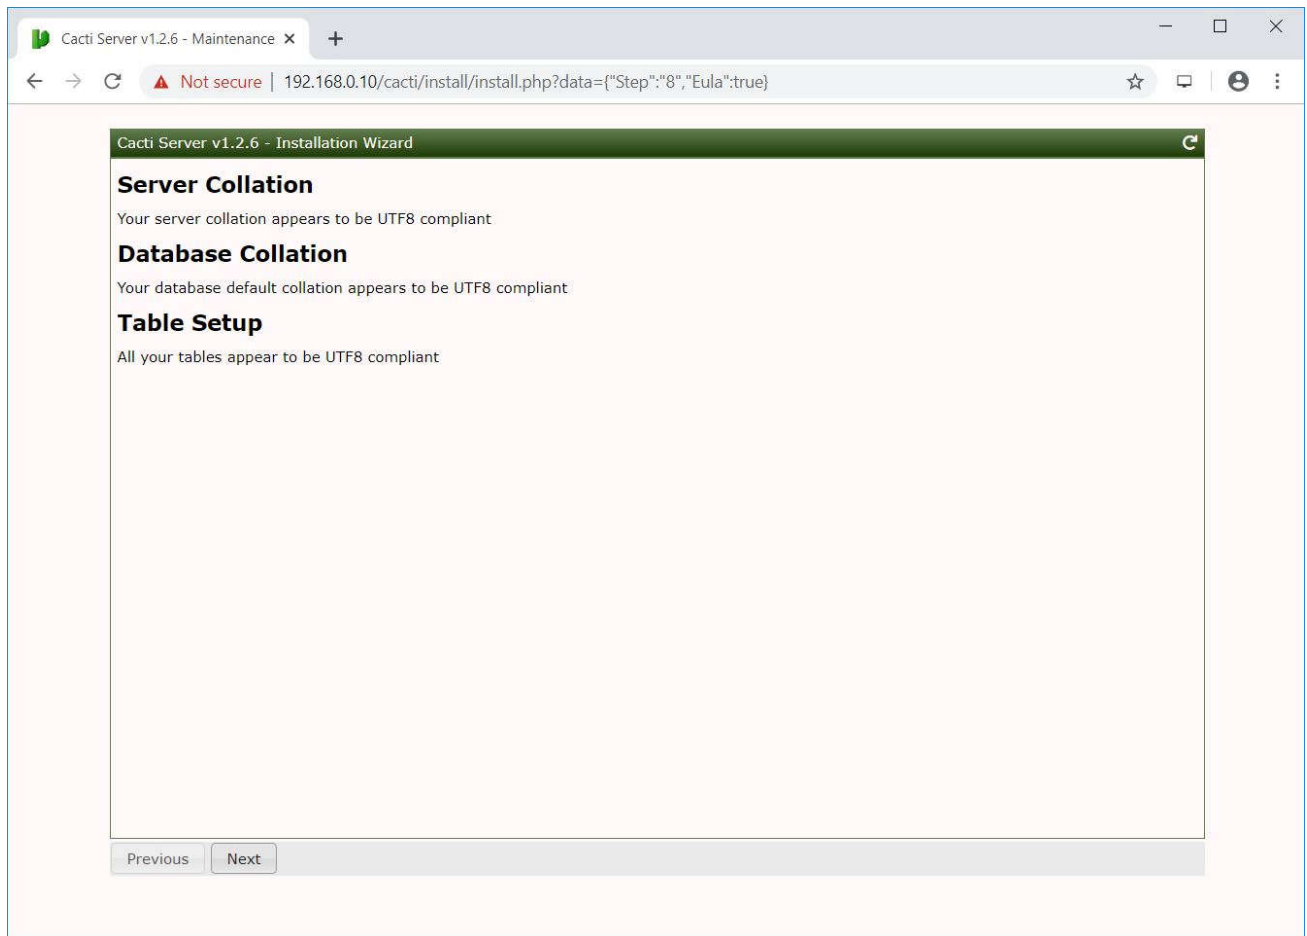 Cacti Server v1.2.6 - Maintenance
Not secure | 192.168.0.10/cacti/install/install.php?data={"Step":"8","Eula":true}
Cacti Server v1.2.6 - Installation Wizard
Server Collation
Your server collation appears to be UTF8 compliant
Database Collation
Your database default collation appears to be UTF8 compliant
Table Setup
All your tables appear to be UTF8 compliant
Previous Next